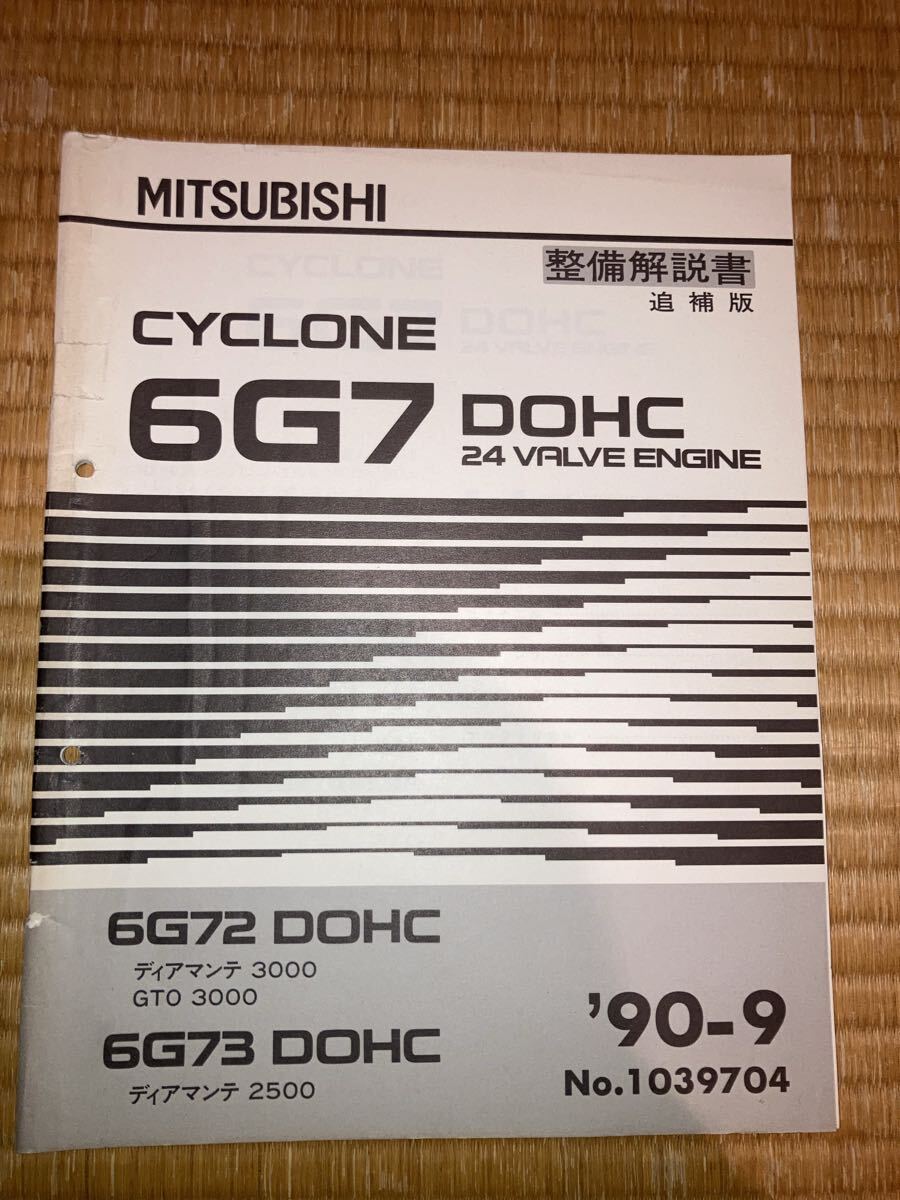 MITSUBISHI
整備解説書
追補版
CYCLONE
6G7 DOHC
24 VALVE ENGINE
6G72 DOHC
ディアマンテ 3000
GTO 3000
6G73 DOHC
ディアマンテ 2500
'90-9
No.1039704